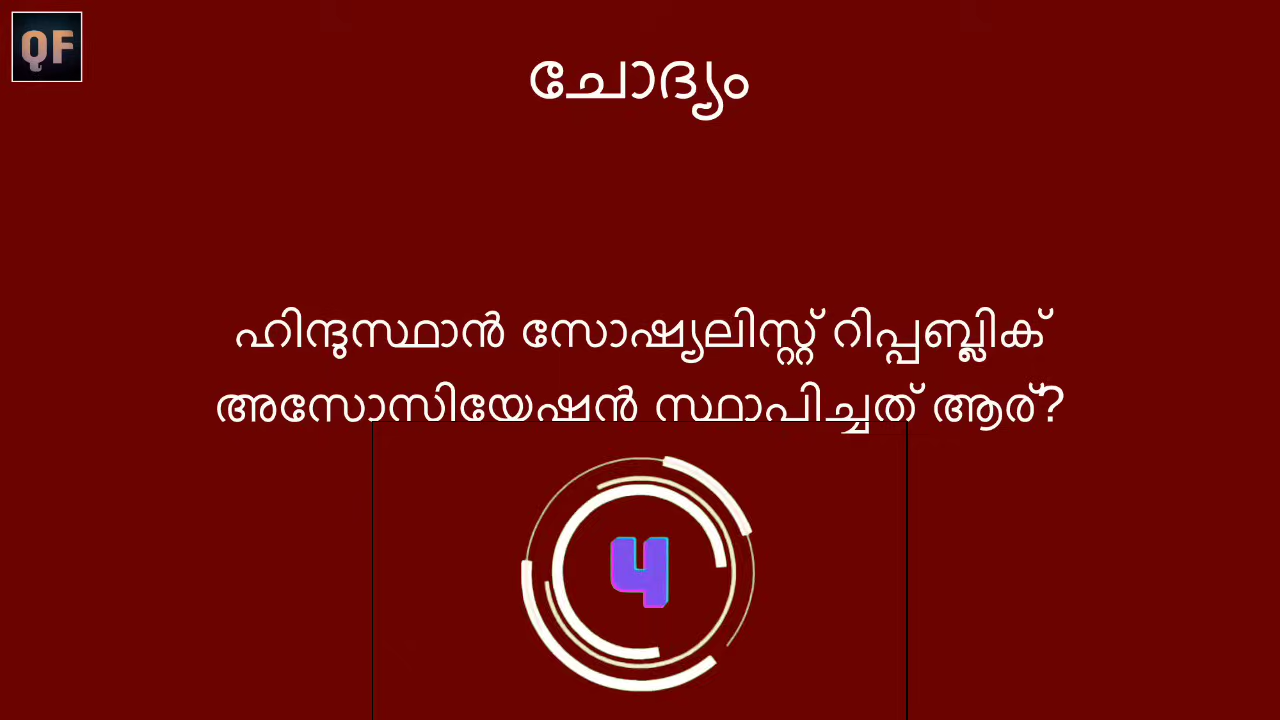 QF
ചോദ്യം
ഹിന്ദുസ്ഥാൻ സോഷ്യലിസ്റ്റ് റിപ്പബ്ലിക്
അസോസിയേഷൻ സ്ഥാപിച്ചത് ആര്?
4